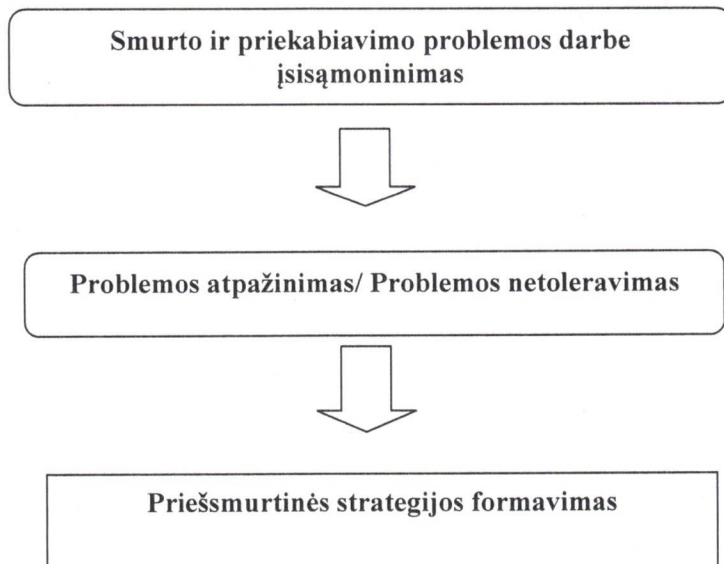 Smurto ir priekabiavimo problemos darbe
įsisąmoninimas
Problemos atpažinimas/ Problemos netoleravimas
Priešsmurtinės strategijos formavimas